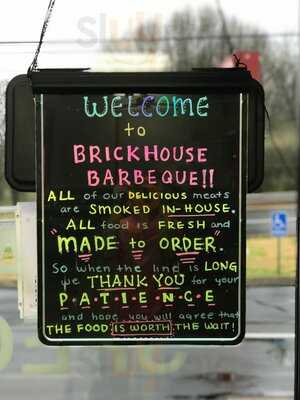 WELCOME
to
BRICKHOUSE
BARBEQUE!!
ALL of our DELICIOUS meats
are SMOKED IN-HOUSE.
ALL food is FRESH and
"MADE to ORDER."
So when the line is LONG
we THANK YOU for your
P•A•T•I•E•N•C•E
and hope you will agree that
THE FOOD IS WORTH THE WAIT!